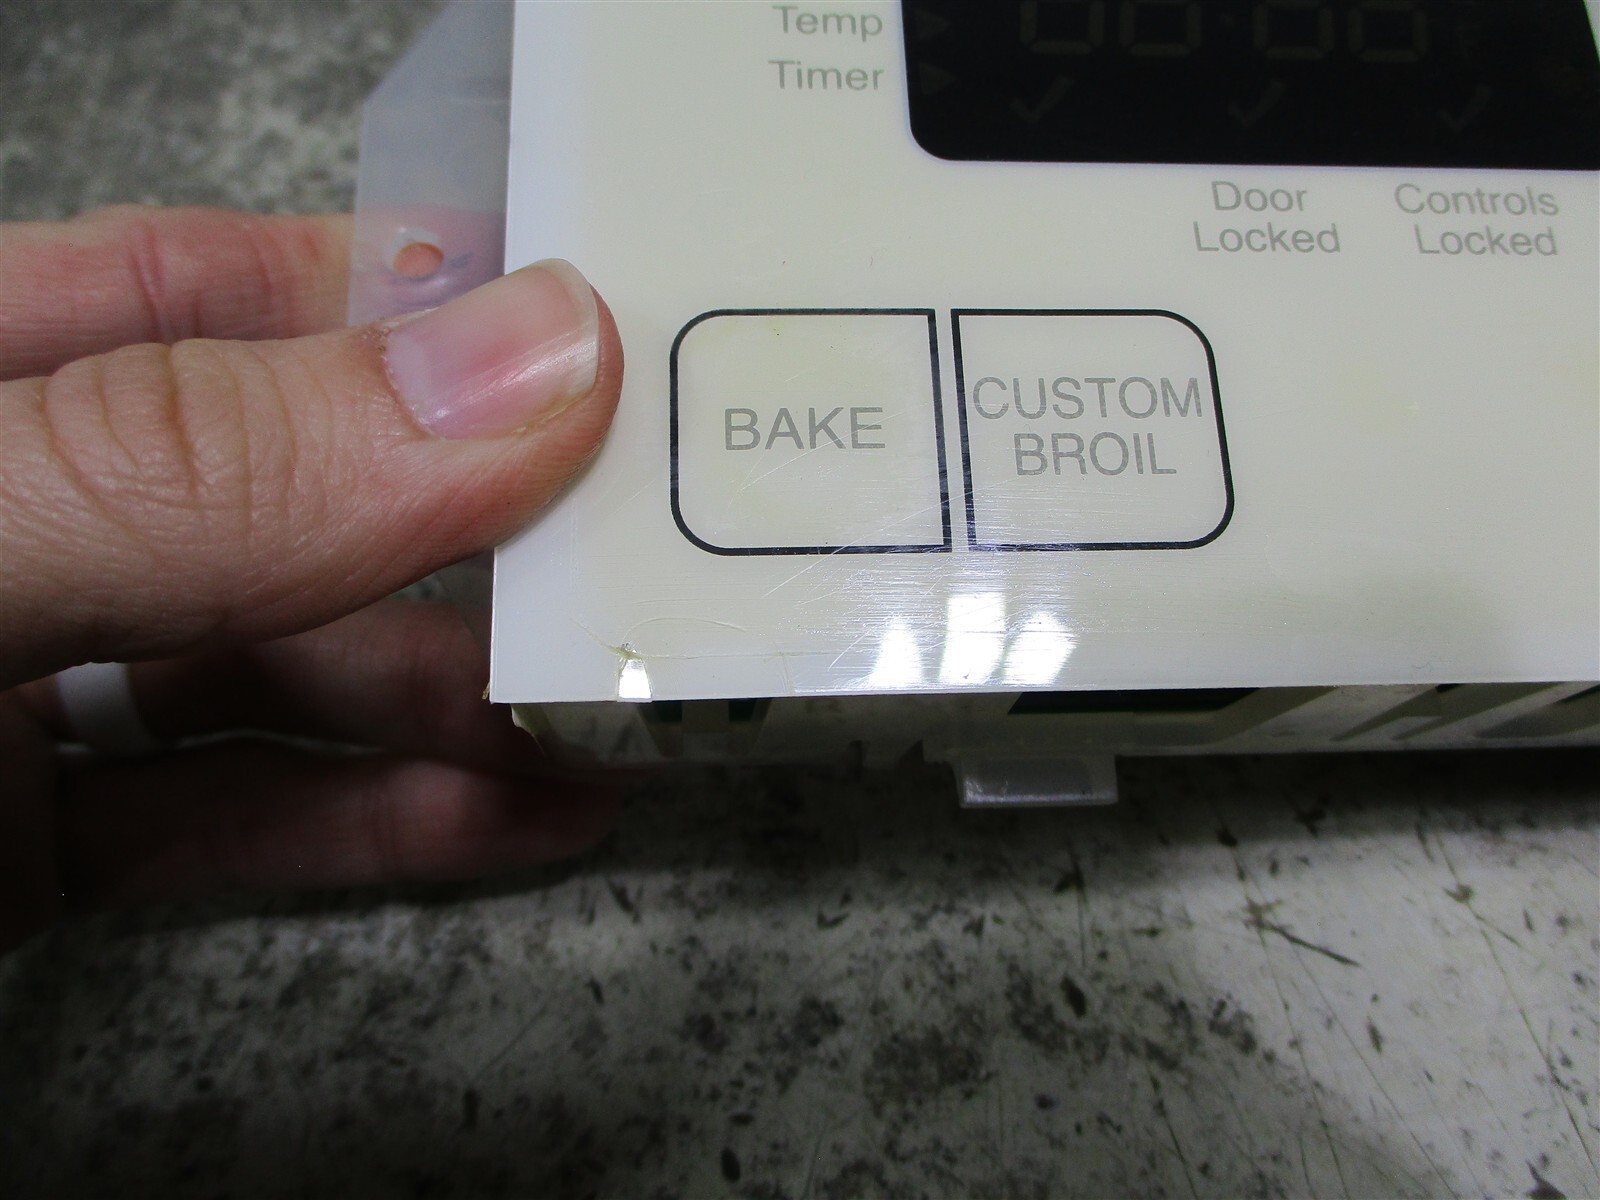 Temp
Timer
Door
Locked
Controls
Locked
BAKE
CUSTOM
BROIL